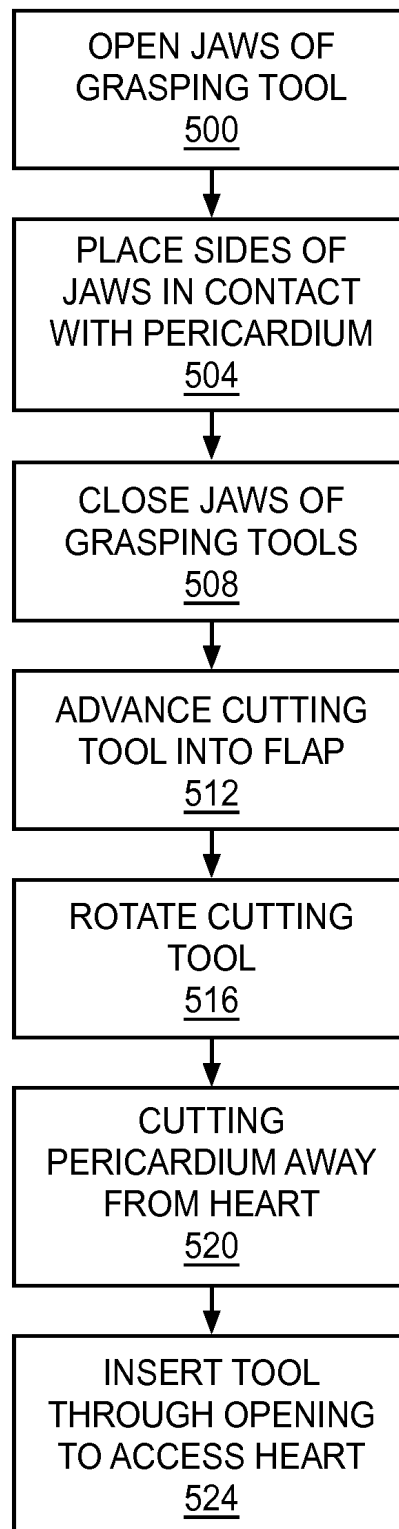 OPEN JAWS OF
GRASPING TOOL
500
PLACE SIDES OF
JAWS IN CONTACT
WITH PERICARDIUM
504
CLOSE JAWS OF
GRASPING TOOLS
508
ADVANCE CUTTING
TOOL INTO FLAP
512
ROTATE CUTTING
TOOL
516
CUTTING
PERICARDIUM AWAY
FROM HEART
520
INSERT TOOL
THROUGH OPENING
TO ACCESS HEART
524